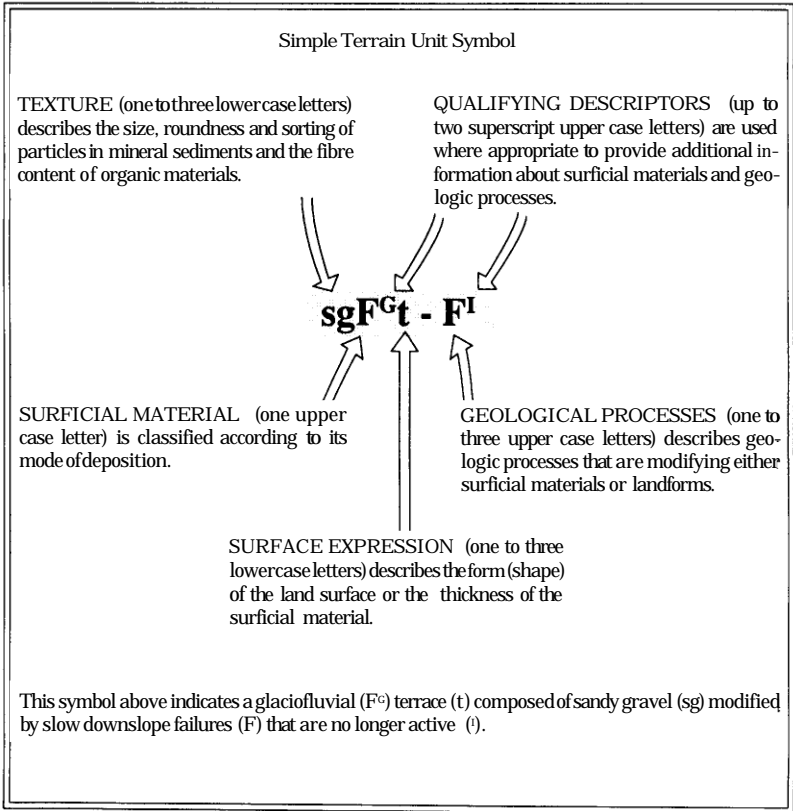 Simple Terrain Unit Symbol
TEXTURE (one to three lower case letters)
describes the size, roundness and sorting of
particles in mineral sediments and the fibre
content of organic materials.
QUALIFYING DESCRIPTORS (up to
two superscript upper case letters) are used
where appropriate to provide additional in-
formation about surficial materials and geo-
logic processes.
sgFᴳt - Fᴵ
SURFICIAL MATERIAL (one upper
case letter) is classified according to its
mode of deposition.
GEOLOGICAL PROCESSES (one to
three upper case letters) describes geo-
logic processes that are modifying either
surficial materials or landforms.
SURFACE EXPRESSION (one to three
lower case letters) describes the form (shape)
of the land surface or the thickness of the
surficial material.
This symbol above indicates a glaciofluvial (Fᴳ) terrace (t) composed of sandy gravel (sg) modified
by slow downslope failures (F) that are no longer active (ᴵ).